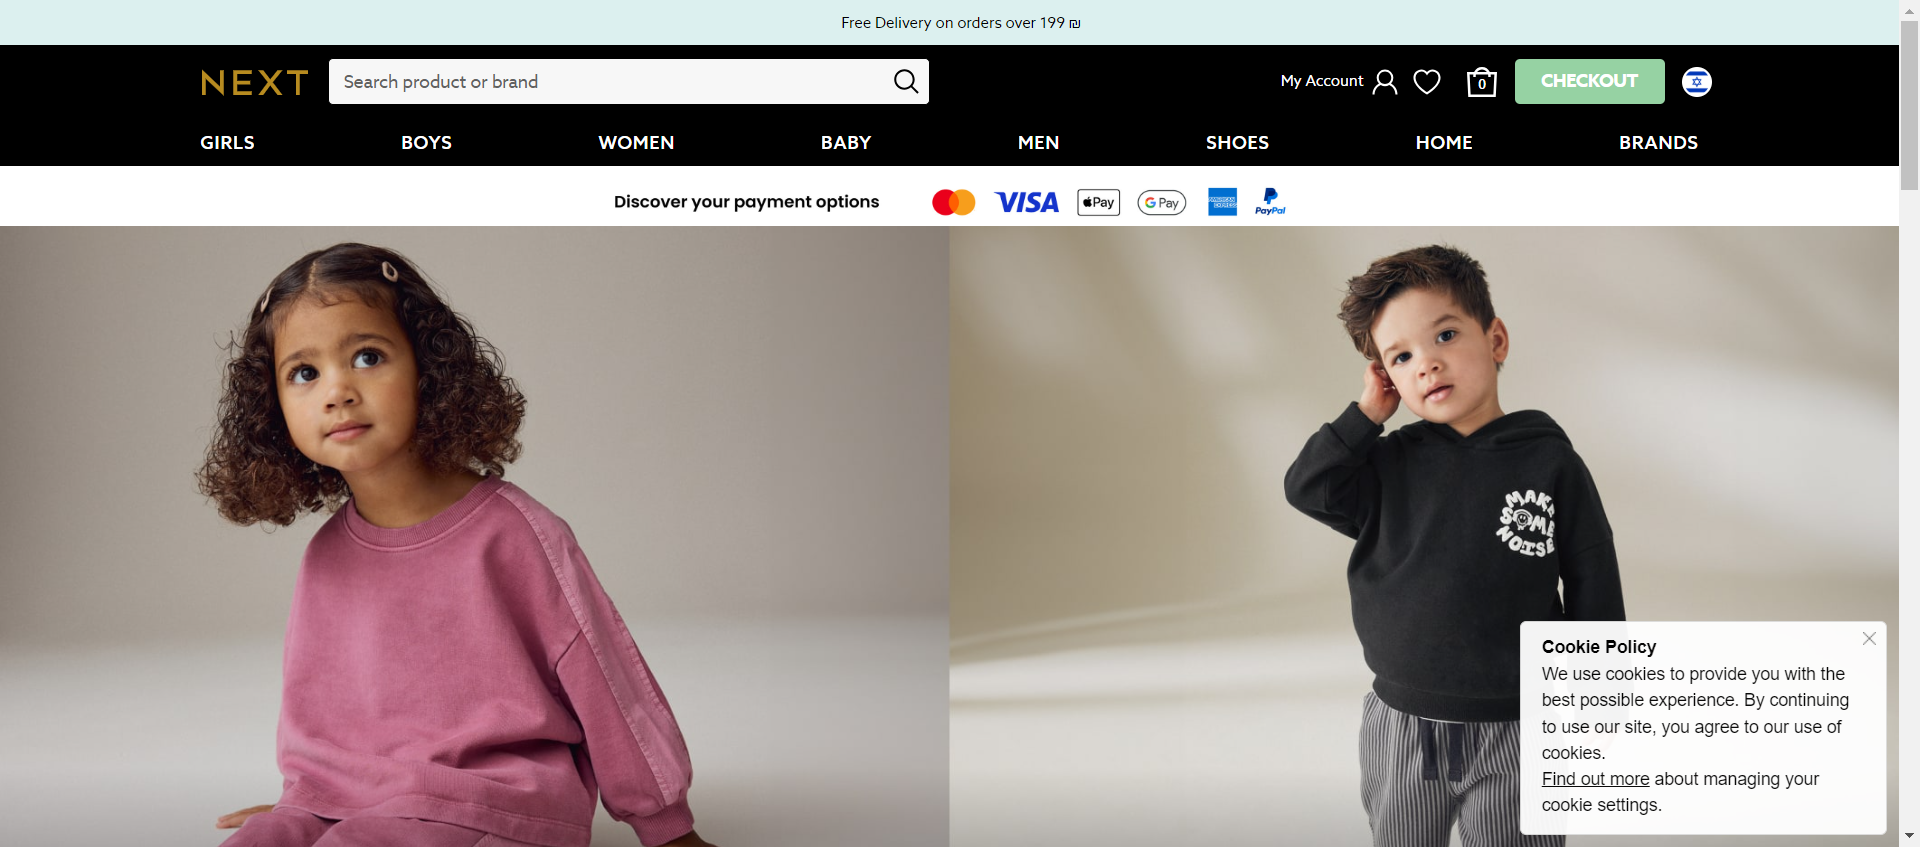 Free Delivery on orders over 199 ₪
NEXT
Search product or brand
My Account
0
CHECKOUT
GIRLS
BOYS
WOMEN
BABY
MEN
SHOES
HOME
BRANDS
Discover your payment options
VISA
Pay
G Pay
AMERICAN
EXPRESS
PayPal
MAKE
SOME
NOISE
Cookie Policy
We use cookies to provide you with the
best possible experience. By continuing
to use our site, you agree to our use of
cookies.
Find out more about managing your
cookie settings.